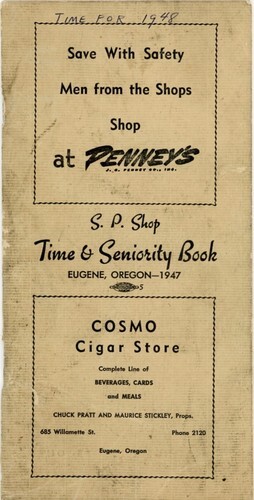 TIME FOR 1948
Save With Safety
Men from the Shops
Shop
at PENNEY'S
J. C. PENNEY CO., INC.
S. P. Shop
Time & Seniority Book
EUGENE, OREGON—1947
5
COSMO
Cigar Store
Complete Line of
BEVERAGES, CARDS
and MEALS
CHUCK PRATT AND MAURICE STICKLEY, Props.
685 Willamette St. Phone 2120
Eugene, Oregon